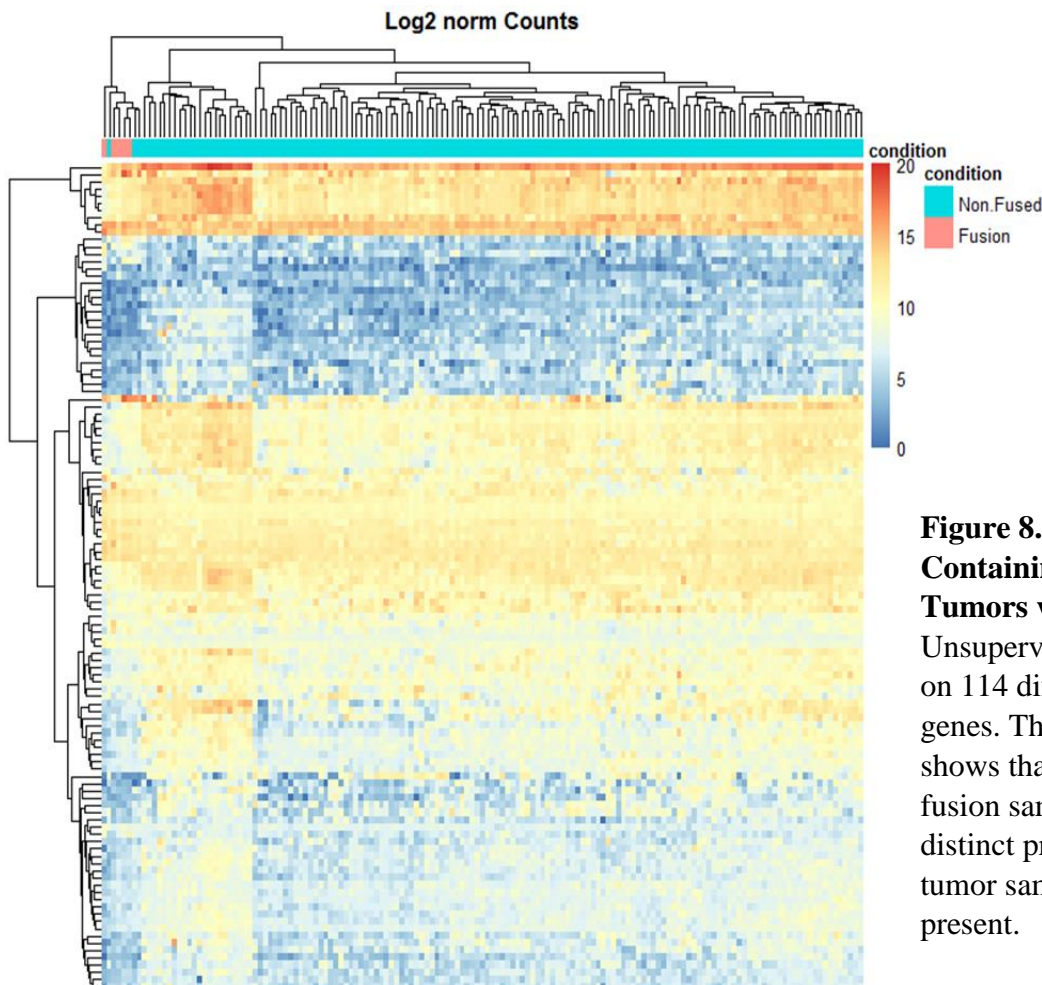 Log2 norm Counts
condition
20
15
10
5
0
condition
Non.Fused
Fusion
Figure 8.
Containin
Tumors v
Unsuperv
on 114 di
genes. Th
shows tha
fusion sar
distinct pr
tumor san
present.